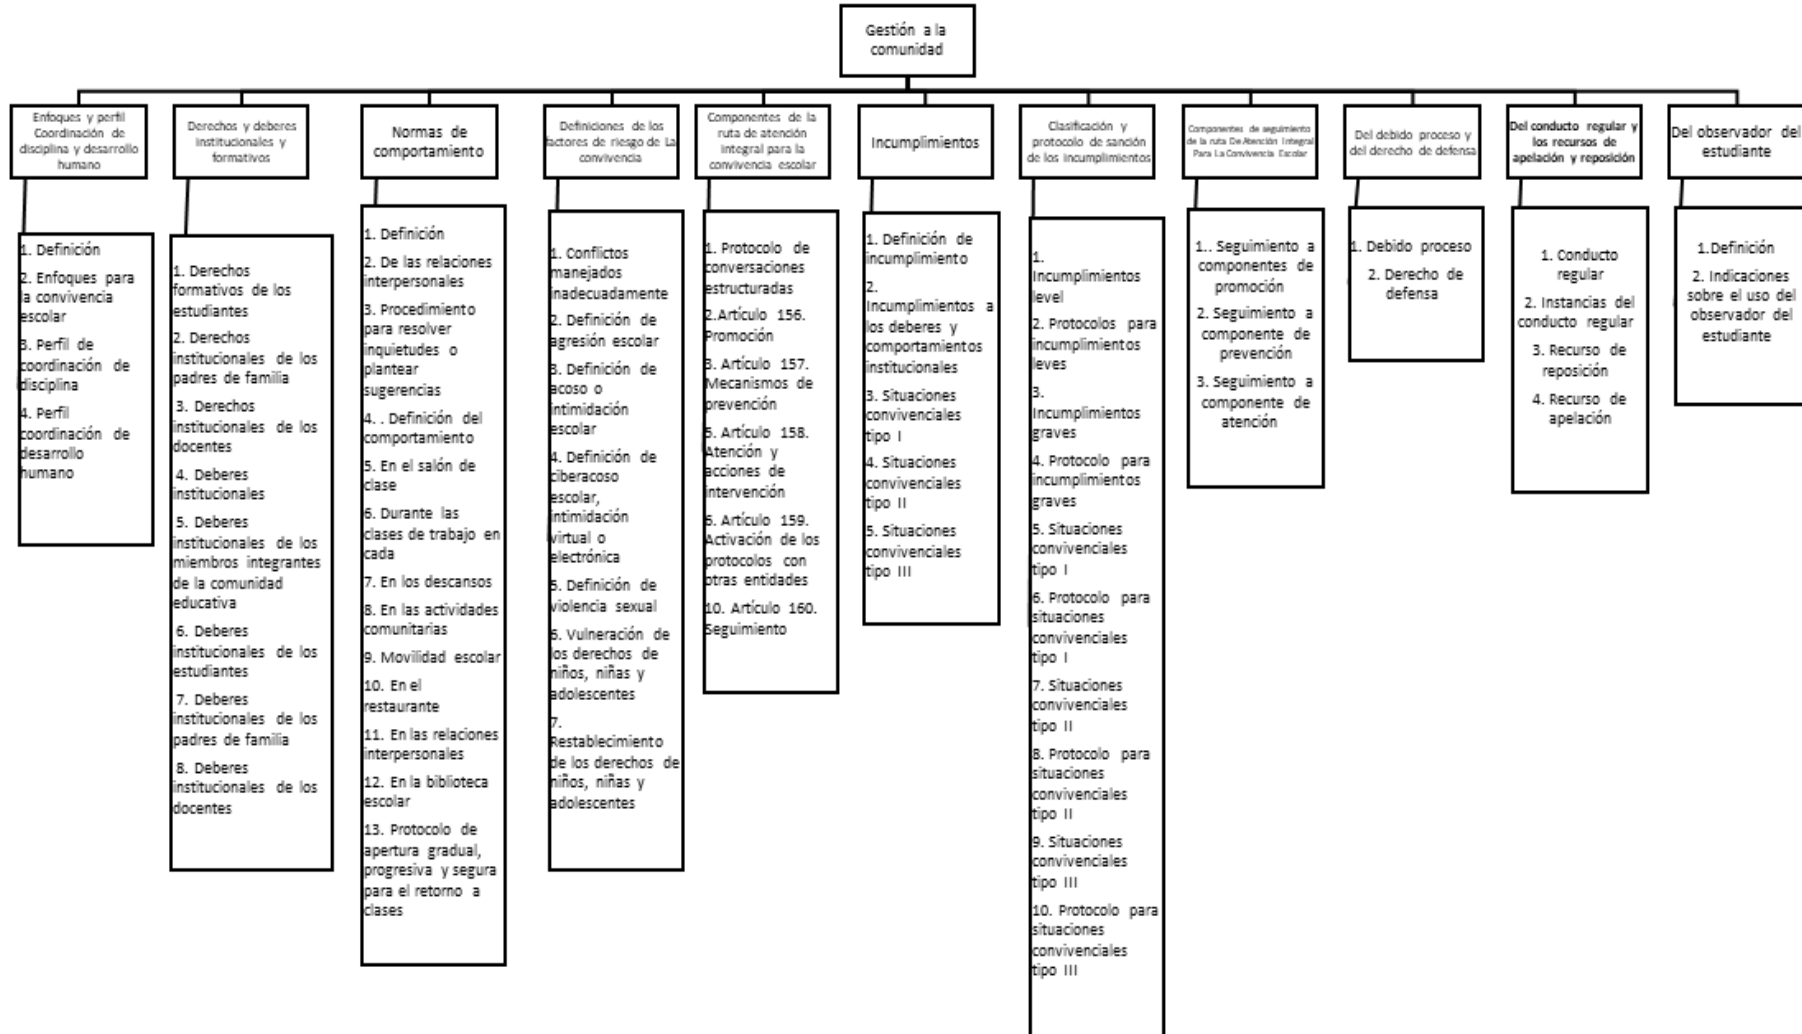 Gestión a la
comunidad
Enfoques y perfil
Coordinación de
disciplina y desarrollo
humano
Derechos y deberes
institucionales y
formativos
Normas de
comportamiento
Definiciones de los
factores de riesgo de La
convivencia
Componentes de la
ruta de atención
integral para la
convivencia escolar
Incumplimientos
Clasificación y
protocolo de sanción
de los incumplimientos
Componentes de seguimiento
de la ruta De Atención Integral
Para La Convivencia Escolar
Del debido proceso y
del derecho de defensa
Del conducto regular y
los recursos de
apelación y reposición
Del observador del
estudiante
1. Definición
2. Enfoques para
la convivencia
escolar
3. Perfil de
coordinación de
disciplina
4. Perfil
coordinación de
desarrollo
humano
1. Derechos
formativos de los
estudiantes
2. Derechos
institucionales de los
padres de familia
3. Derechos
institucionales de los
docentes
4. Deberes
institucionales
5. Deberes
institucionales de los
miembros integrantes
de la comunidad
educativa
6. Deberes
institucionales de los
estudiantes
7. Deberes
institucionales de los
padres de familia
8. Deberes
institucionales de los
docentes
1. Definición
2. De las relaciones
interpersonales
3. Procedimiento
para resolver
inquietudes o
plantear
sugerencias
4. . Definición del
comportamiento
5. En el salón de
clase
6. Durante las
clases de trabajo en
cada
7. En los descansos
8. En las actividades
comunitarias
9. Movilidad escolar
10. En el
restaurante
11. En las relaciones
interpersonales
12. En la biblioteca
escolar
13. Protocolo de
apertura gradual,
progresiva y segura
para el retorno a
clases
1. Conflictos
manejados
inadecuadamente
2. Definición de
agresión escolar
3. Definición de
acoso o
intimidación
escolar
4. Definición de
ciberacoso
escolar,
intimidación
virtual o
electrónica
5. Definición de
violencia sexual
6. Vulneración de
los derechos de
niños, niñas y
adolescentes
7.
Restablecimiento
de los derechos de
niños, niñas y
adolescentes
1. Protocolo de
conversaciones
estructuradas
2.Artículo 156.
Promoción
3. Artículo 157.
Mecanismos de
prevención
5. Artículo 158.
Atención y
acciones de
intervención
6. Artículo 159.
Activación de los
protocolos con
otras entidades
10. Artículo 160.
Seguimiento
1. Definición de
incumplimiento
2.
Incumplimientos a
los deberes y
comportamientos
institucionales
3. Situaciones
convivenciales
tipo I
4. Situaciones
convivenciales
tipo II
5. Situaciones
convivenciales
tipo III
1.
Incumplimientos
level
2. Protocolos para
incumplimientos
leves
3.
Incumplimientos
graves
4. Protocolo para
incumplimientos
graves
5. Situaciones
convivenciales
tipo I
6. Protocolo para
situaciones
convivenciales
tipo I
7. Situaciones
convivenciales
tipo II
8. Protocolo para
situaciones
convivenciales
tipo II
9. Situaciones
convivenciales
tipo III
10. Protocolo para
situaciones
convivenciales
tipo III
1.. Seguimiento a
componentes de
promoción
2. Seguimiento a
componente de
prevención
3. Seguimiento a
componente de
atención
1. Debido proceso
2. Derecho de
defensa
1. Conducto
regular
2. Instancias del
conducto regular
3. Recurso de
reposición
4. Recurso de
apelación
1.Definición
2. Indicaciones
sobre el uso del
observador del
estudiante